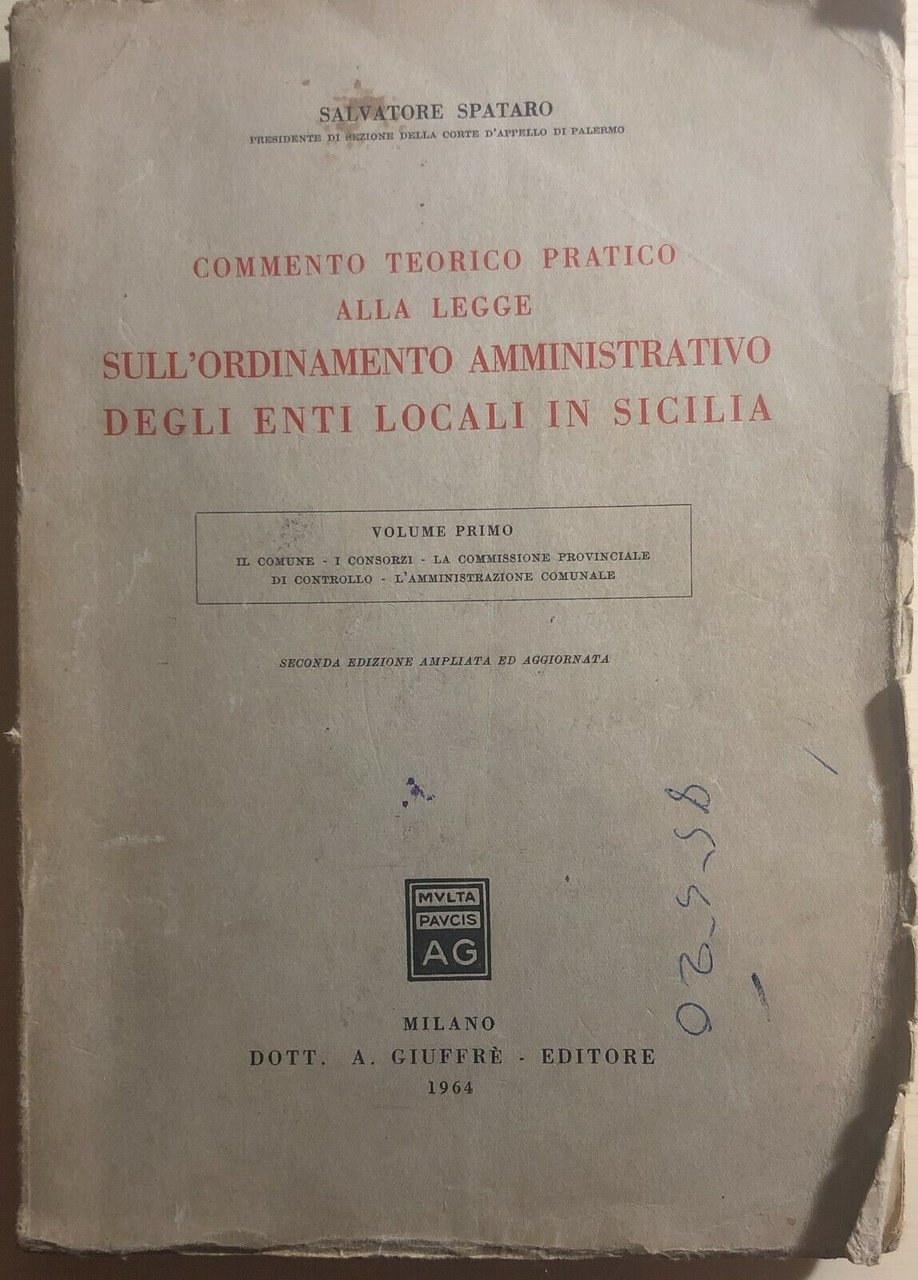 SALVATORE SPATARO
PRESIDENTE DI SEZIONE DELLA CORTE D'APPELLO DI PALERMO
COMMENTO TEORICO PRATICO
ALLA LEGGE
SULL'ORDINAMENTO AMMINISTRATIVO
DEGLI ENTI LOCALI IN SICILIA
VOLUME PRIMO
IL COMUNE - I CONSORZI - LA COMMISSIONE PROVINCIALE
DI CONTROLLO - L'AMMINISTRAZIONE COMUNALE
SECONDA EDIZIONE AMPLIATA ED AGGIORNATA
MVLTA
PAVCIS
AG
MILANO
DOTT. A. GIUFFRÈ - EDITORE
1964